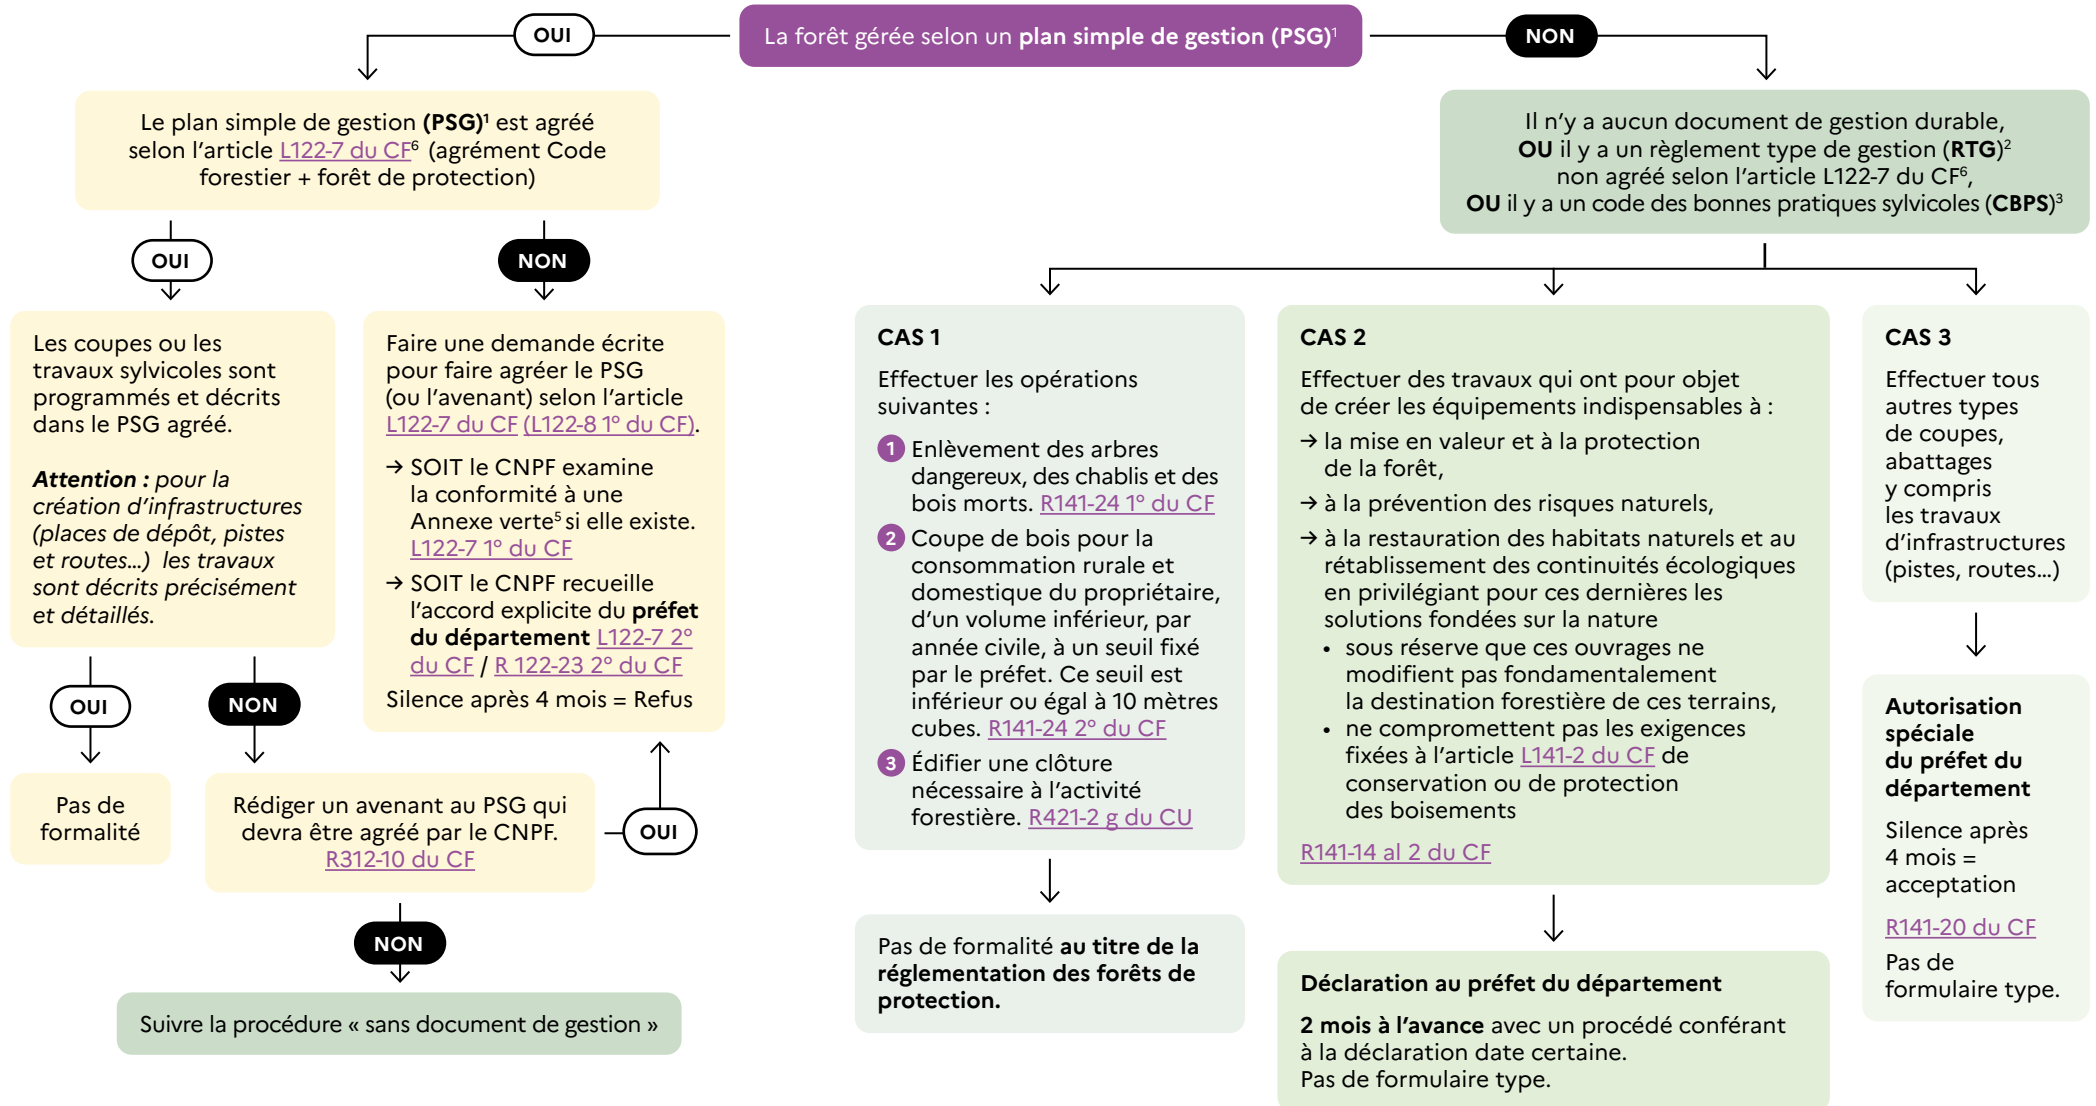 La forêt gérée selon un plan simple de gestion (PSG)¹
OUI
NON
Le plan simple de gestion (PSG)¹ est agréé
selon l'article L122-7 du CF⁶ (agrément Code
forestier + forêt de protection)
OUI
NON
Les coupes ou les
travaux sylvicoles sont
programmés et décrits
dans le PSG agréé.
Attention : pour la
création d'infrastructures
(places de dépôt, pistes
et routes...) les travaux
sont décrits précisément
et détaillés.
Faire une demande écrite
pour faire agréer le PSG
(ou l'avenant) selon l'article
L122-7 du CF (L122-8 1° du CF).
→ SOIT le CNPF examine
la conformité à une
Annexe verte⁵ si elle existe.
L122-7 1° du CF
→ SOIT le CNPF recueille
l'accord explicite du préfet
du département L122-7 2°
du CF / R 122-23 2° du CF
Silence après 4 mois = Refus
OUI
NON
Pas de
formalité
Rédiger un avenant au PSG qui
devra être agréé par le CNPF.
R312-10 du CF
OUI
NON
Suivre la procédure « sans document de gestion »
Il n'y a aucun document de gestion durable,
OU il y a un règlement type de gestion (RTG)²
non agréé selon l'article L122-7 du CF⁶,
OU il y a un code des bonnes pratiques sylvicoles (CBPS)³
CAS 1
Effectuer les opérations
suivantes :
1 Enlèvement des arbres
dangereux, des chablis et des
bois morts. R141-24 1° du CF
2 Coupe de bois pour la
consommation rurale et
domestique du propriétaire,
d'un volume inférieur, par
année civile, à un seuil fixé
par le préfet. Ce seuil est
inférieur ou égal à 10 mètres
cubes. R141-24 2° du CF
3 Édifier une clôture
nécessaire à l'activité
forestière. R421-2 g du CU
Pas de formalité au titre de la
réglementation des forêts de
protection.
CAS 2
Effectuer des travaux qui ont pour objet
de créer les équipements indispensables à :
→ la mise en valeur et à la protection
de la forêt,
→ à la prévention des risques naturels,
→ à la restauration des habitats naturels et au
rétablissement des continuités écologiques
en privilégiant pour ces dernières les
solutions fondées sur la nature
• sous réserve que ces ouvrages ne
modifient pas fondamentalement
la destination forestière de ces terrains,
• ne compromettent pas les exigences
fixées à l'article L141-2 du CF de
conservation ou de protection
des boisements
R141-14 al 2 du CF
Déclaration au préfet du département
2 mois à l'avance avec un procédé conférant
à la déclaration date certaine.
Pas de formulaire type.
CAS 3
Effectuer tous
autres types
de coupes,
abattages
y compris
les travaux
d'infrastructures
(pistes, routes...)
Autorisation
spéciale
du préfet du
département
Silence après
4 mois =
acceptation
R141-20 du CF
Pas de
formulaire type.